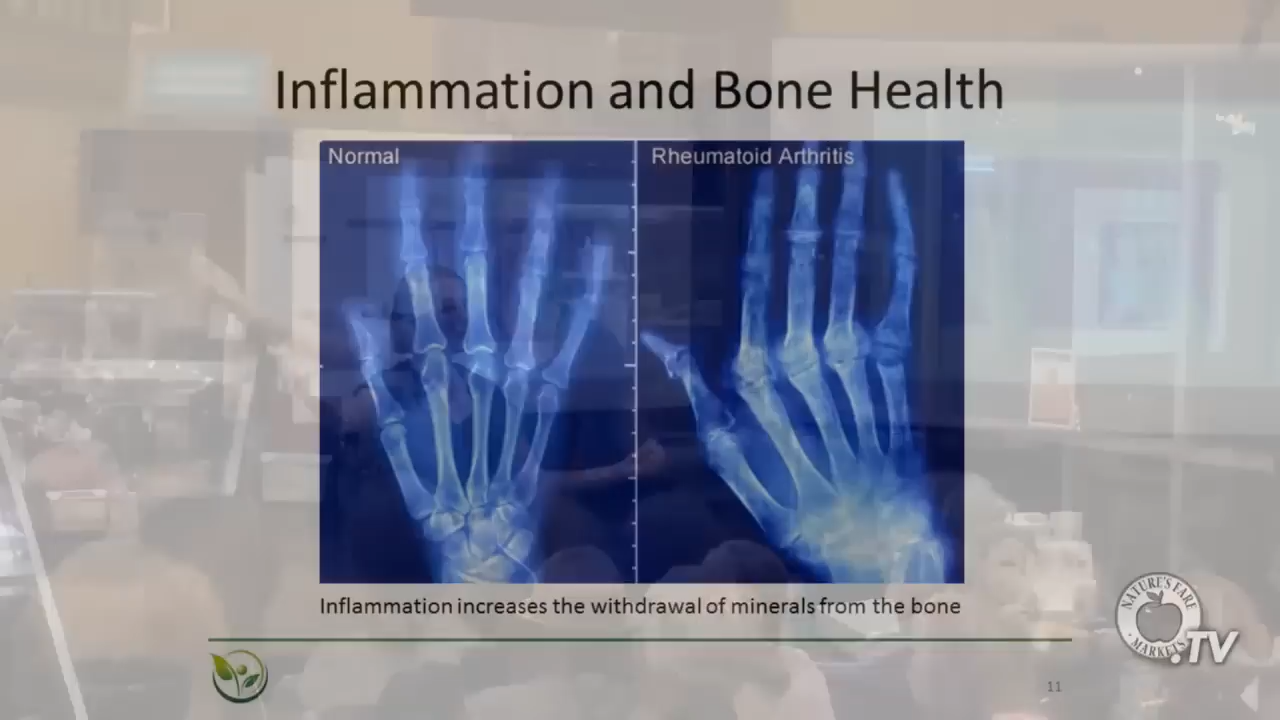 Inflammation and Bone Health
Normal
Rheumatoid Arthritis
Inflammation increases the withdrawal of minerals from the bone
NATURE'S FARE
• MARKETS •
.TV
11